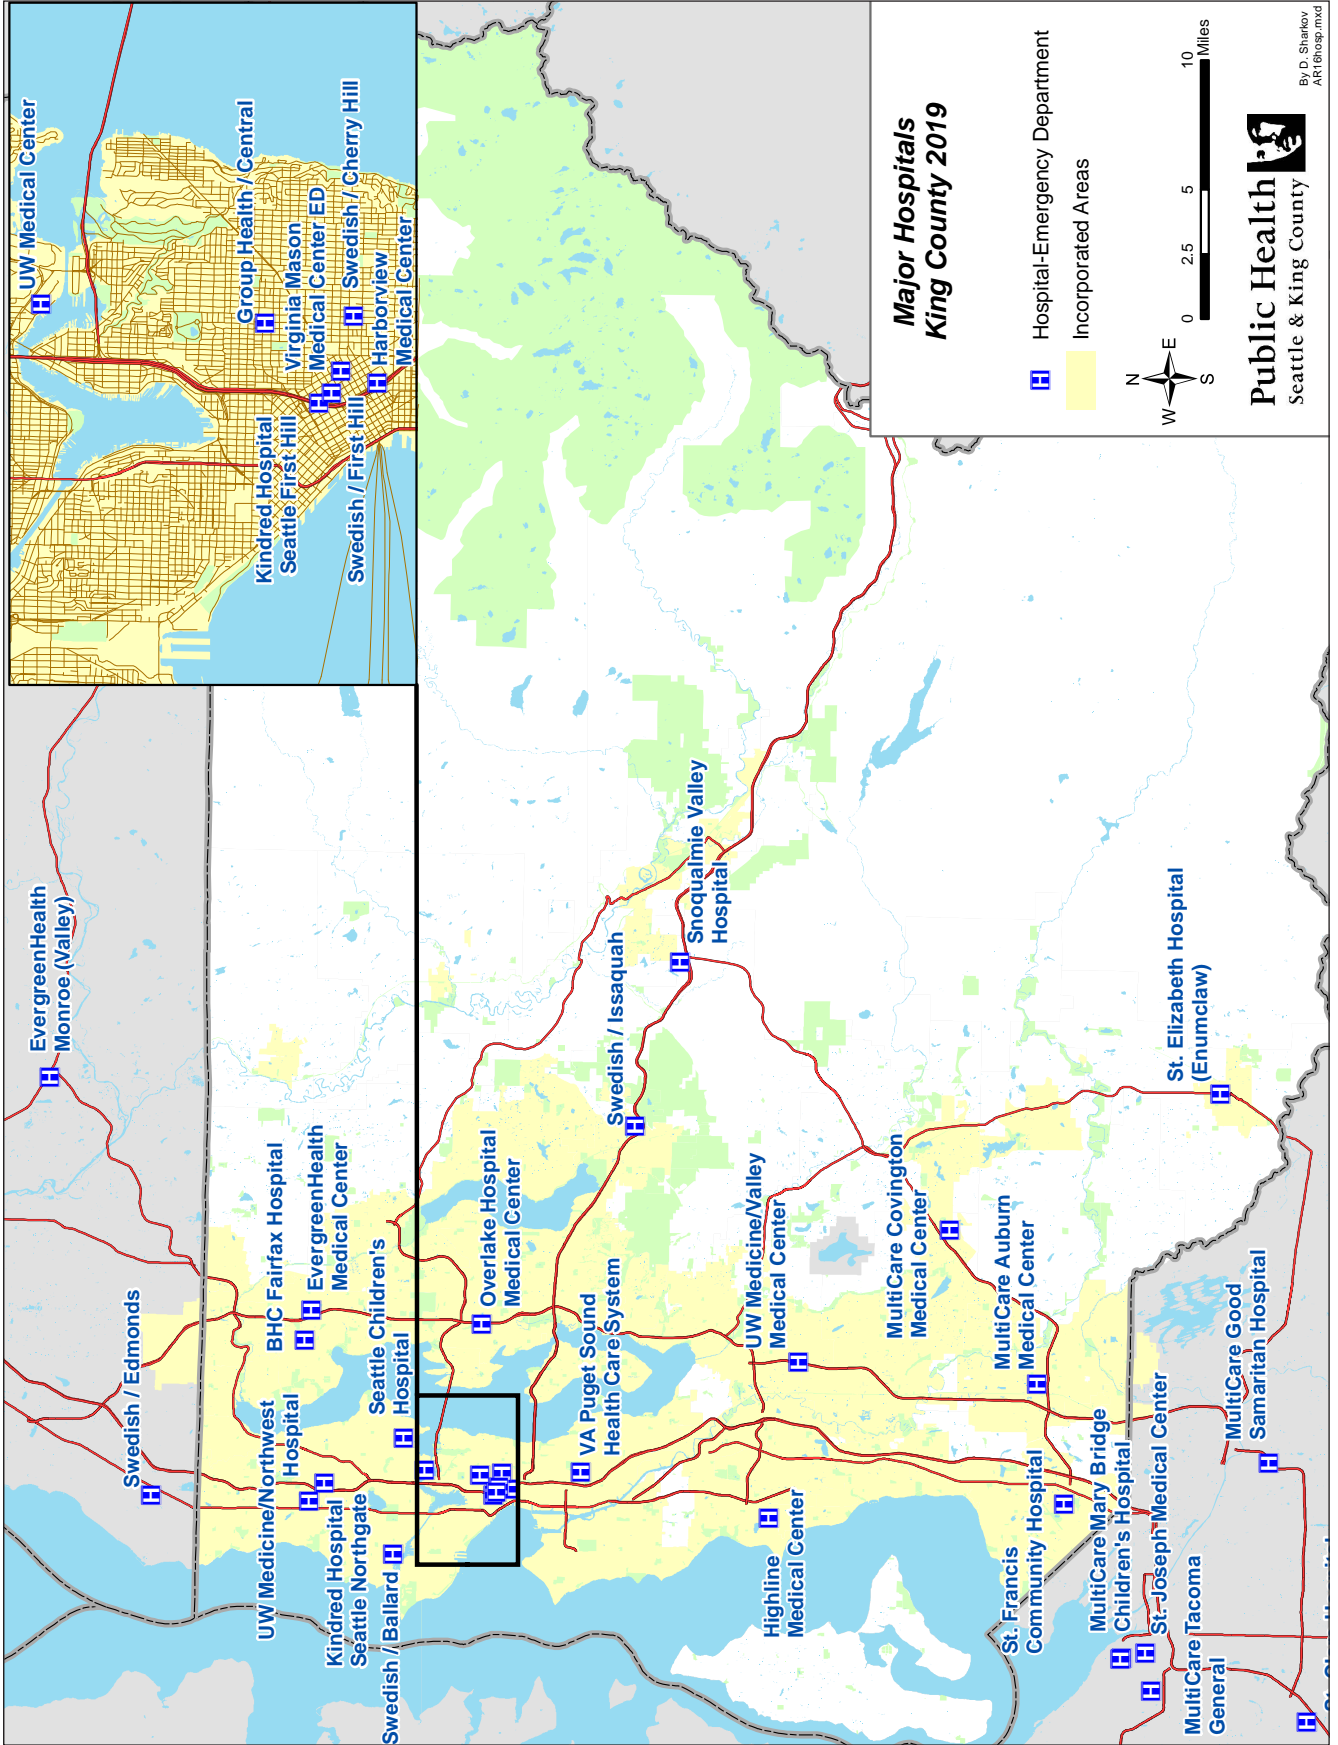 UW Medical Center
Group Health / Central
Virginia Mason
Medical Center ED
Swedish / Cherry Hill
Harborview
Medical Center
Kindred Hospital
Seattle First Hill
Swedish / First Hill
EvergreenHealth
Monroe (Valley)
Swedish / Edmonds
BHC Fairfax Hospital
EvergreenHealth
Medical Center
UW Medicine/Northwest
Hospital
Kindred Hospital
Seattle Northgate
Seattle Children's
Hospital
Swedish / Ballard
Overlake Hospital
Medical Center
Swedish / Issaquah
Snoqualmie Valley
Hospital
VA Puget Sound
Health Care System
UW Medicine/Valley
Medical Center
Highline
Medical Center
MultiCare Covington
Medical Center
MultiCare Auburn
Medical Center
St. Francis
Community Hospital
St. Elizabeth Hospital
(Enumclaw)
MultiCare Mary Bridge
Children's Hospital
St. Joseph Medical Center
MultiCare Tacoma
General
MultiCare Good
Samaritan Hospital
Major Hospitals
King County 2019
H Hospital-Emergency Department
Incorporated Areas
N
W E
S
0 2.5 5 10
Miles
Public Health
Seattle & King County
By D. Sharkov
AR16hosp.mxd